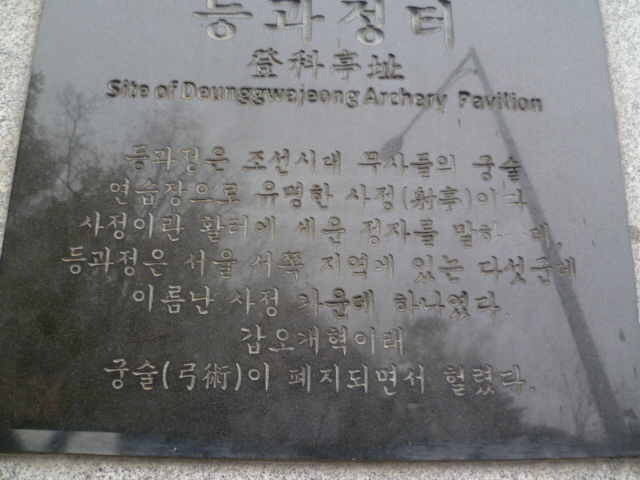 등과정터
登科亭址
Site of Deunggwajeong Archery Pavilion
등과정은 조선시대 무사들의 궁술
연습장으로 유명한 사정(射亭)이다
사정이란 활터에 세운 정자를 말하 데,
등과정은 서울 서쪽 지역에 있는 다섯군데
이름난 사정 가운데 하나였다.
갑오개혁이래
궁술(弓術)이 폐지되면서 헐렸다.